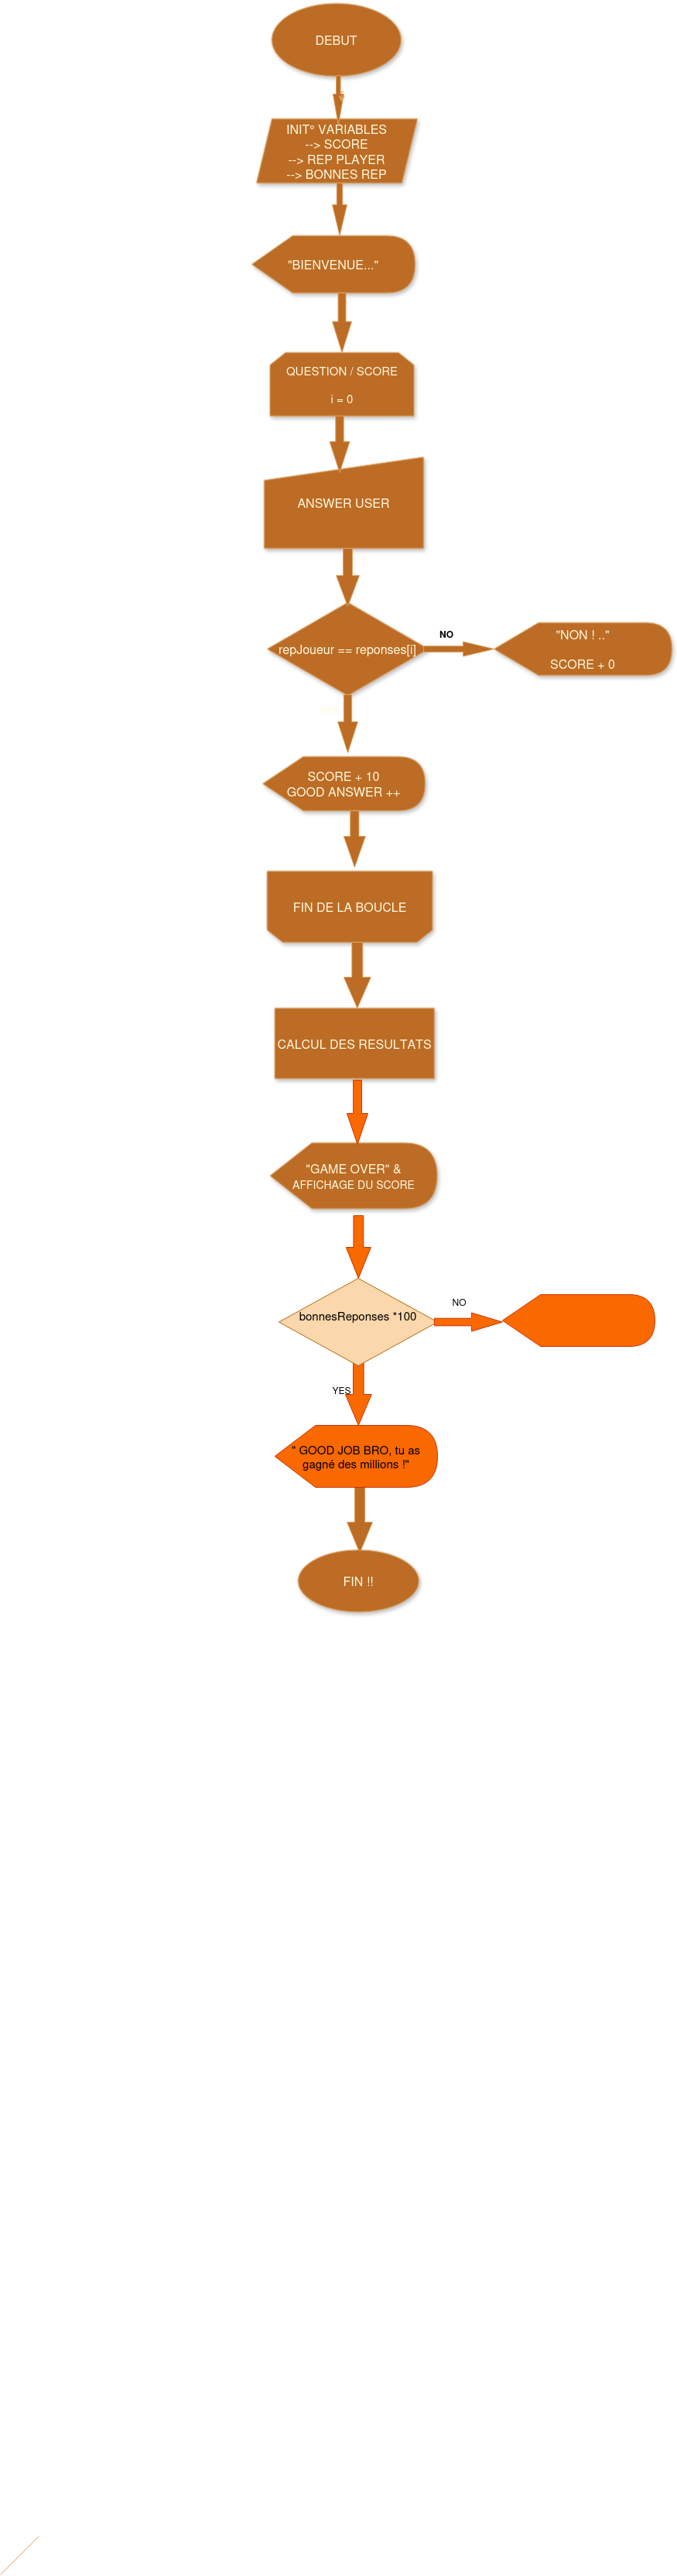 DEBUT
INIT° VARIABLES
--> SCORE
--> REP PLAYER
--> BONNES REP
"BIENVENUE..."
QUESTION / SCORE
i = 0
ANSWER USER
repJoueur == reponses[i]
NO
"NON ! .."
SCORE + 0
YES
SCORE + 10
GOOD ANSWER ++
FIN DE LA BOUCLE
CALCUL DES RESULTATS
"GAME OVER" &
AFFICHAGE DU SCORE
bonnesReponses *100
NO
YES
" GOOD JOB BRO, tu as
gagné des millions !"
FIN !!